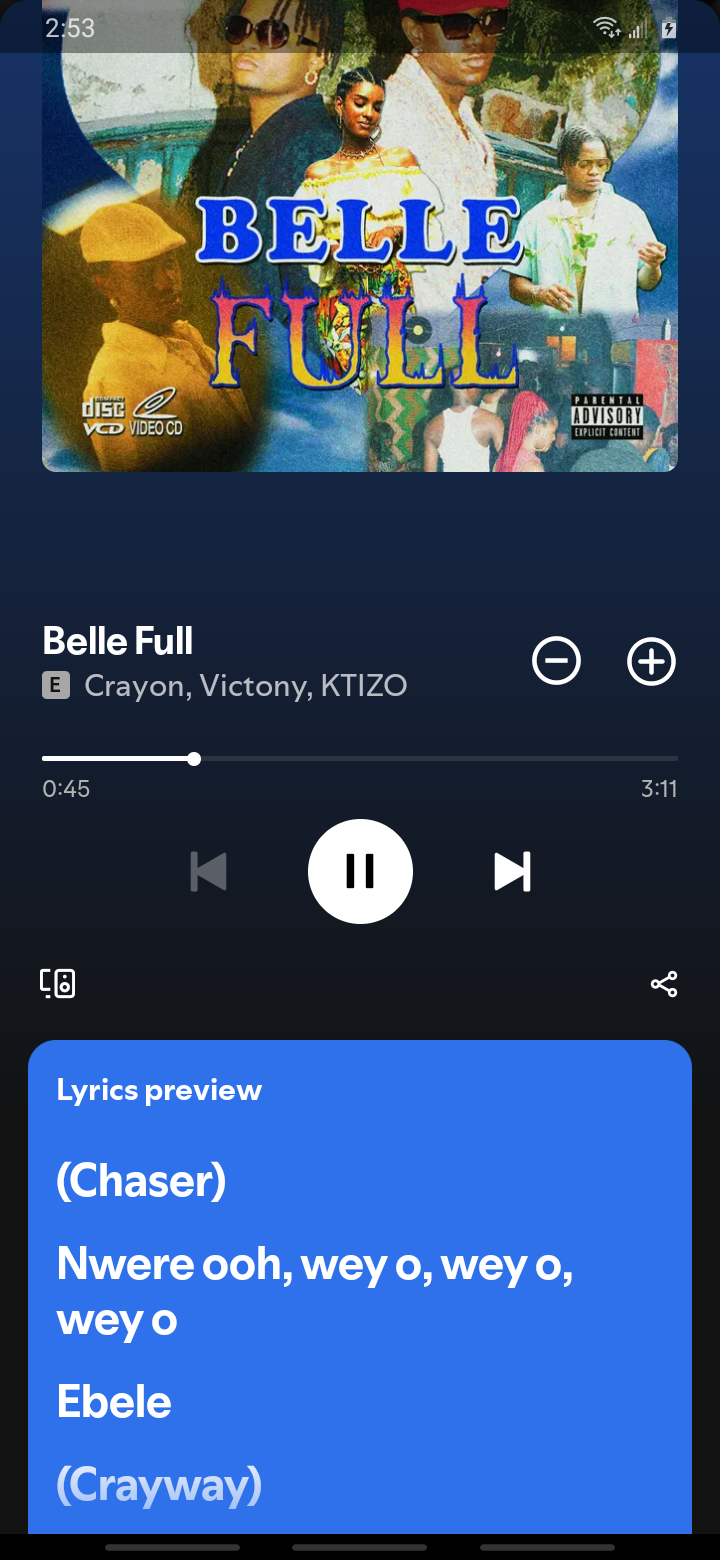 2:53
BELLE
FULL
COMPACT
disc
VCD VIDEO CD
PARENTAL
ADVISORY
EXPLICIT CONTENT
Belle Full
E Crayon, Victony, KTIZO
0:45 3:11
Lyrics preview
(Chaser)
Nwere ooh, wey o, wey o,
wey o
Ebele
(Crayway)